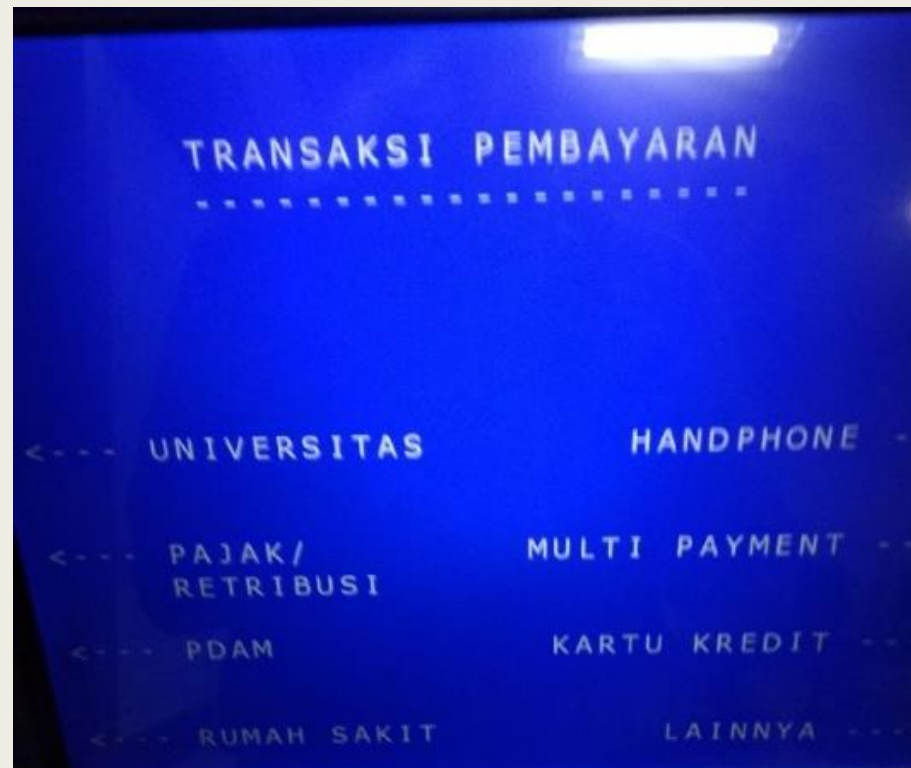 TRANSAKSI PEMBAYARAN
---------------------
<--- UNIVERSITAS
HANDPHONE -
<--- PAJAK/
RETRIBUSI
MULTI PAYMENT --
<--- PDAM
KARTU KREDIT --
<--- RUMAH SAKIT
LAINNYA ---